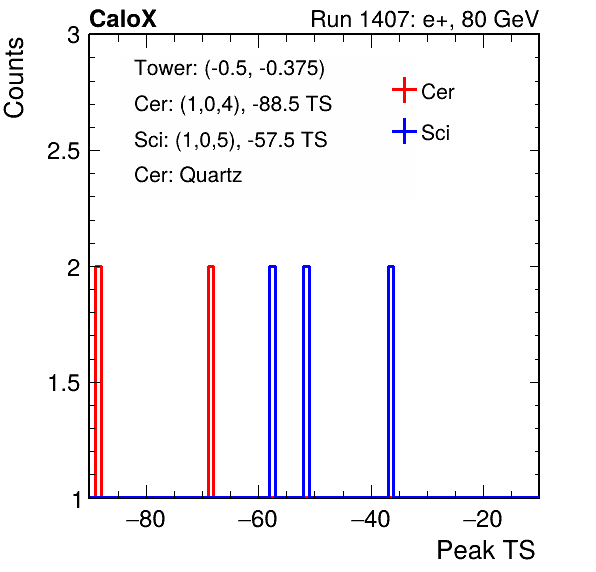 CaloX Run 1407: e+, 80 GeV
Counts
3
2.5
2
1.5
1
Tower: (-0.5, -0.375)
Cer: (1,0,4), -88.5 TS
Sci: (1,0,5), -57.5 TS
Cer: Quartz
Cer
Sci
−80 −60 −40 −20
Peak TS